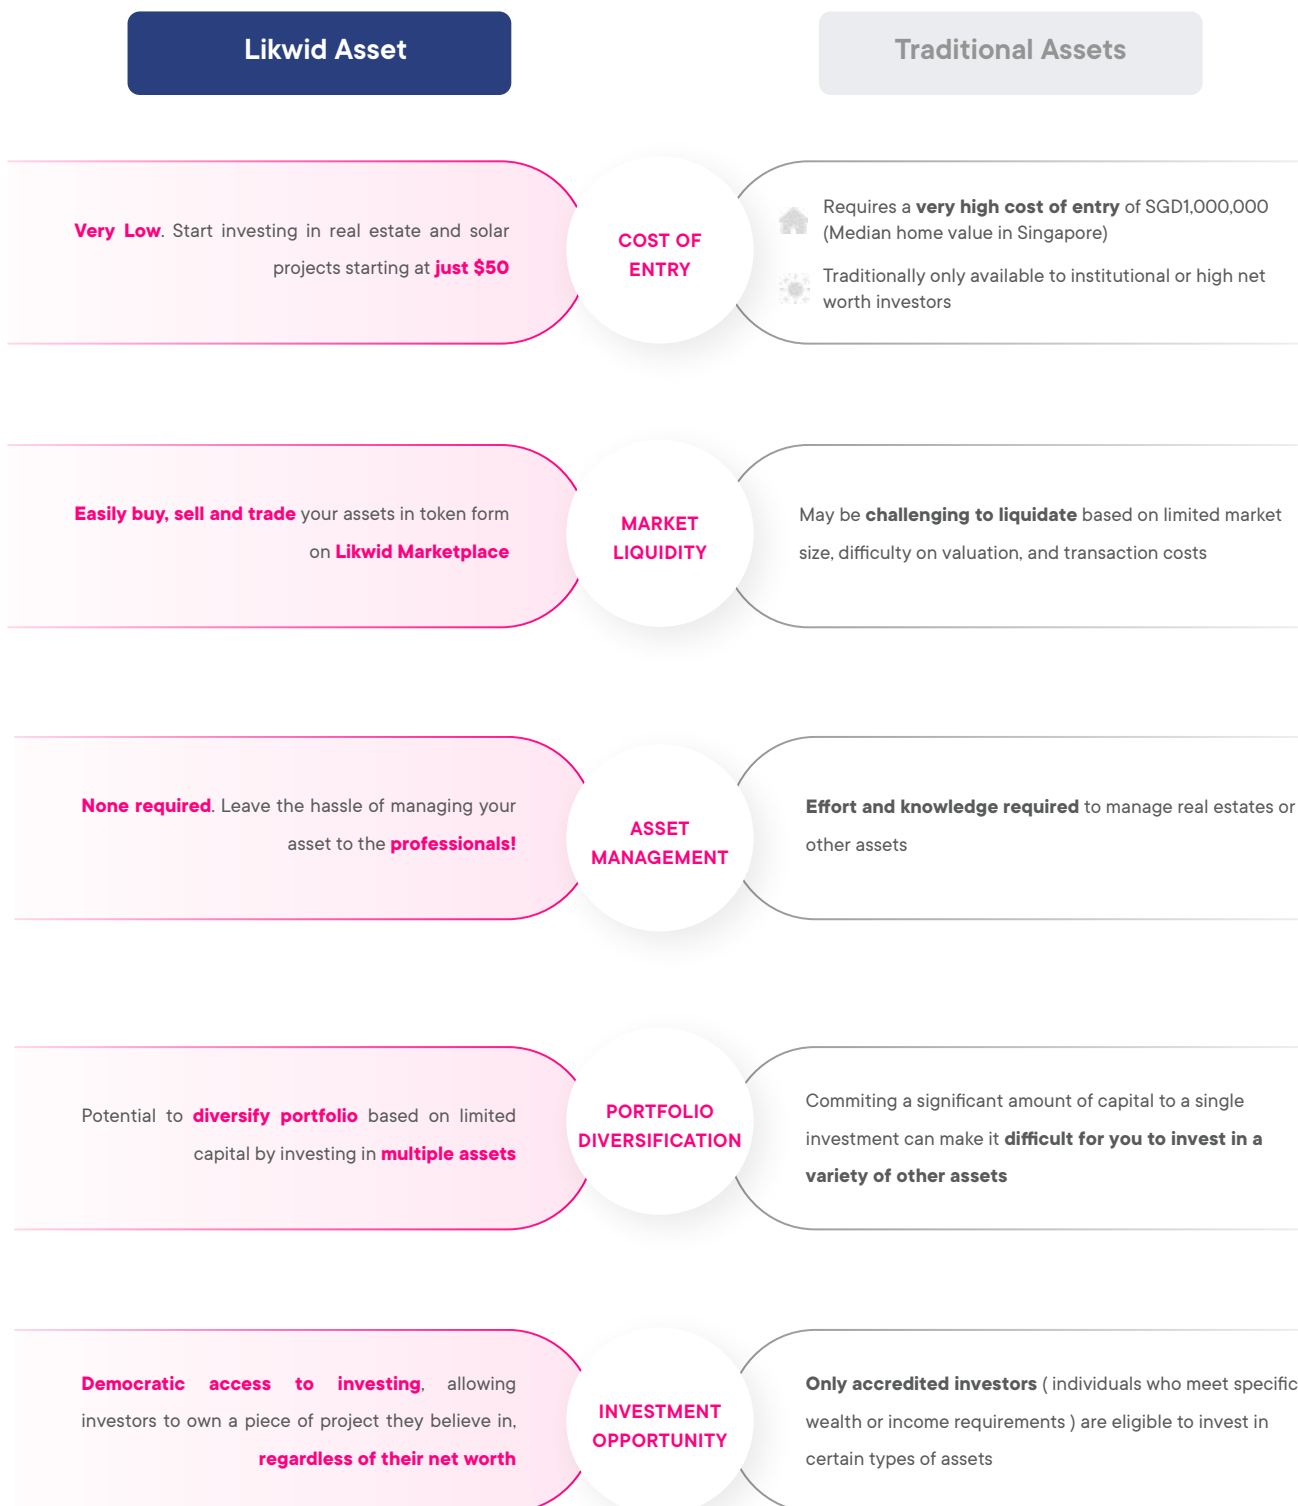 Likwid Asset
Traditional Assets
Very Low. Start investing in real estate and solar
projects starting at just $50
COST OF
ENTRY
Requires a very high cost of entry of SGD1,000,000
(Median home value in Singapore)
Traditionally only available to institutional or high net
worth investors
Easily buy, sell and trade your assets in token form
on Likwid Marketplace
MARKET
LIQUIDITY
May be challenging to liquidate based on limited market
size, difficulty on valuation, and transaction costs
None required. Leave the hassle of managing your
asset to the professionals!
ASSET
MANAGEMENT
Effort and knowledge required to manage real estates or
other assets
Potential to diversify portfolio based on limited
capital by investing in multiple assets
PORTFOLIO
DIVERSIFICATION
Commiting a significant amount of capital to a single
investment can make it difficult for you to invest in a
variety of other assets
Democratic access to investing, allowing
investors to own a piece of project they believe in,
regardless of their net worth
INVESTMENT
OPPORTUNITY
Only accredited investors ( individuals who meet specific
wealth or income requirements ) are eligible to invest in
certain types of assets